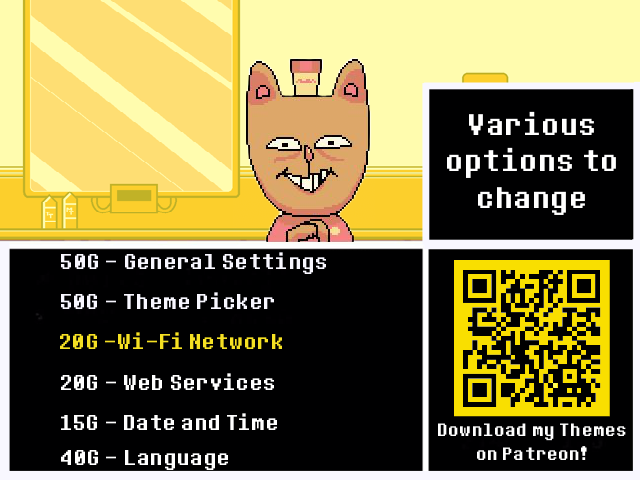 Various
options to
change
50G - General Settings
50G - Theme Picker
20G -Wi-Fi Network
20G - Web Services
15G - Date and Time
40G - Language
Download my Themes
on Patreon!